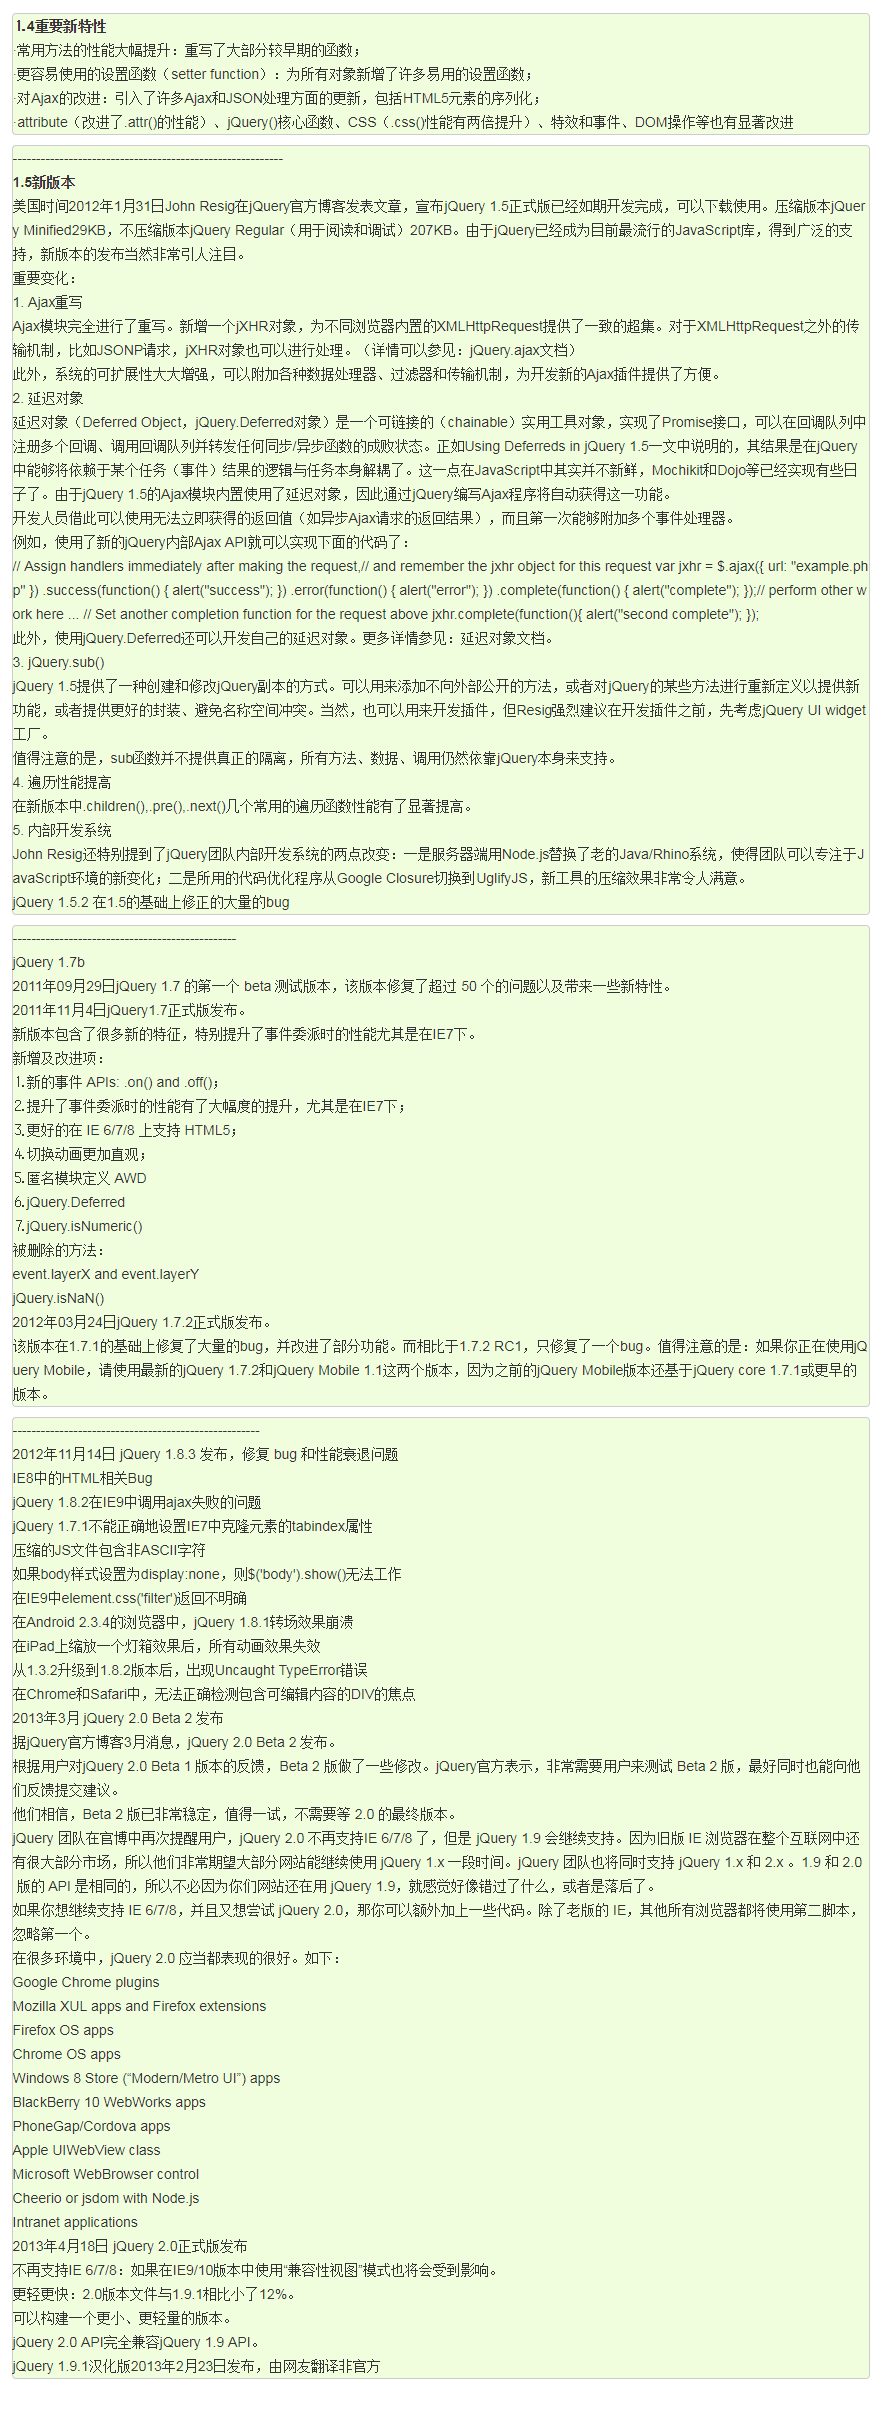 1.4重要新特性
·常用方法的性能大幅提升：重写了大部分较早期的函数；
·更容易使用的设置函数（setter function）：为所有对象新增了许多易用的设置函数；
·对Ajax的改进：引入了许多Ajax和JSON处理方面的更新，包括HTML5元素的序列化；
·attribute（改进了.attr()的性能）、jQuery()核心函数、CSS（.css()性能有两倍提升）、特效和事件、DOM操作等也有显著改进
----------------------------------------------------------
1.5新版本
美国时间2012年1月31日John Resig在jQuery官方博客发表文章，宣布jQuery 1.5正式版已经如期开发完成，可以下载使用。压缩版本jQuer
y Minified29KB，不压缩版本jQuery Regular（用于阅读和调试）207KB。由于jQuery已经成为目前最流行的JavaScript库，得到广泛的支
持，新版本的发布当然非常引人注目。
重要变化：
1. Ajax重写
Ajax模块完全进行了重写。新增一个jXHR对象，为不同浏览器内置的XMLHttpRequest提供了一致的超集。对于XMLHttpRequest之外的传
输机制，比如JSONP请求，jXHR对象也可以进行处理。（详情可以参见：jQuery.ajax文档）
此外，系统的可扩展性大大增强，可以附加各种数据处理器、过滤器和传输机制，为开发新的Ajax插件提供了方便。
2. 延迟对象
延迟对象（Deferred Object，jQuery.Deferred对象）是一个可链接的（chainable）实用工具对象，实现了Promise接口，可以在回调队列中
注册多个回调、调用回调队列并转发任何同步/异步函数的成败状态。正如Using Deferreds in jQuery 1.5一文中说明的，其结果是在jQuery
中能够将依赖于某个任务（事件）结果的逻辑与任务本身解耦了。这一点在JavaScript中其实并不新鲜，Mochikit和Dojo等已经实现有些日
子了。由于jQuery 1.5的Ajax模块内置使用了延迟对象，因此通过jQuery编写Ajax程序将自动获得这一功能。
开发人员借此可以使用无法立即获得的返回值（如异步Ajax请求的返回结果），而且第一次能够附加多个事件处理器。
例如，使用了新的jQuery内部Ajax API就可以实现下面的代码了：
// Assign handlers immediately after making the request,// and remember the jxhr object for this request var jxhr = $.ajax({ url: "example.ph
p" }) .success(function() { alert("success"); }) .error(function() { alert("error"); }) .complete(function() { alert("complete"); });// perform other w
ork here ... // Set another completion function for the request above jxhr.complete(function(){ alert("second complete"); });
此外，使用jQuery.Deferred还可以开发自己的延迟对象。更多详情参见：延迟对象文档。
3. jQuery.sub()
jQuery 1.5提供了一种创建和修改jQuery副本的方式。可以用来添加不向外部公开的方法，或者对jQuery的某些方法进行重新定义以提供新
功能，或者提供更好的封装、避免名称空间冲突。当然，也可以用来开发插件，但Resig强烈建议在开发插件之前，先考虑jQuery UI widget
工厂。
值得注意的是，sub函数并不提供真正的隔离，所有方法、数据、调用仍然依靠jQuery本身来支持。
4. 遍历性能提高
在新版本中.children(),.pre(),.next()几个常用的遍历函数性能有了显著提高。
5. 内部开发系统
John Resig还特别提到了jQuery团队内部开发系统的两点改变：一是服务器端用Node.js替换了老的Java/Rhino系统，使得团队可以专注于J
avaScript环境的新变化；二是所用的代码优化程序从Google Closure切换到UglifyJS，新工具的压缩效果非常令人满意。
jQuery 1.5.2 在1.5的基础上修正的大量的bug
------------------------------------------------
jQuery 1.7b
2011年09月29日jQuery 1.7 的第一个 beta 测试版本，该版本修复了超过 50 个的问题以及带来一些新特性。
2011年11月4日jQuery1.7正式版发布。
新版本包含了很多新的特征，特别提升了事件委派时的性能尤其是在IE7下。
新增及改进项：
⒈新的事件 APIs: .on() and .off()；
⒉提升了事件委派时的性能有了大幅度的提升，尤其是在IE7下；
⒊更好的在 IE 6/7/8 上支持 HTML5；
⒋切换动画更加直观；
⒌匿名模块定义 AWD
⒍jQuery.Deferred
⒎jQuery.isNumeric()
被删除的方法：
event.layerX and event.layerY
jQuery.isNaN()
2012年03月24日jQuery 1.7.2正式版发布。
该版本在1.7.1的基础上修复了大量的bug，并改进了部分功能。而相比于1.7.2 RC1，只修复了一个bug。值得注意的是：如果你正在使用jQ
uery Mobile，请使用最新的jQuery 1.7.2和jQuery Mobile 1.1这两个版本，因为之前的jQuery Mobile版本还基于jQuery core 1.7.1或更早的
版本。
-----------------------------------------------------
2012年11月14日 jQuery 1.8.3 发布，修复 bug 和性能衰退问题
IE8中的HTML相关Bug
jQuery 1.8.2在IE9中调用ajax失败的问题
jQuery 1.7.1不能正确地设置IE7中克隆元素的tabindex属性
压缩的JS文件包含非ASCII字符
如果body样式设置为display:none，则$('body').show()无法工作
在IE9中element.css('filter')返回不明确
在Android 2.3.4的浏览器中，jQuery 1.8.1转场效果崩溃
在iPad上缩放一个灯箱效果后，所有动画效果失效
从1.3.2升级到1.8.2版本后，出现Uncaught TypeError错误
在Chrome和Safari中，无法正确检测包含可编辑内容的DIV的焦点
2013年3月 jQuery 2.0 Beta 2 发布
据jQuery官方博客3月消息，jQuery 2.0 Beta 2 发布。
根据用户对jQuery 2.0 Beta 1 版本的反馈，Beta 2 版做了一些修改。jQuery官方表示，非常需要用户来测试 Beta 2 版，最好同时也能向他
们反馈提交建议。
他们相信，Beta 2 版已非常稳定，值得一试，不需要等 2.0 的最终版本。
jQuery 团队在官博中再次提醒用户，jQuery 2.0 不再支持IE 6/7/8 了，但是 jQuery 1.9 会继续支持。因为旧版 IE 浏览器在整个互联网中还
有很大部分市场，所以他们非常期望大部分网站能继续使用 jQuery 1.x 一段时间。jQuery 团队也将同时支持 jQuery 1.x 和 2.x 。1.9 和 2.0
版的 API 是相同的，所以不必因为你们网站还在用 jQuery 1.9，就感觉好像错过了什么，或者是落后了。
如果你想继续支持 IE 6/7/8，并且又想尝试 jQuery 2.0，那你可以额外加上一些代码。除了老版的 IE，其他所有浏览器都将使用第二脚本，
忽略第一个。
在很多环境中，jQuery 2.0 应当都表现的很好。如下：
Google Chrome plugins
Mozilla XUL apps and Firefox extensions
Firefox OS apps
Chrome OS apps
Windows 8 Store (“Modern/Metro UI”) apps
BlackBerry 10 WebWorks apps
PhoneGap/Cordova apps
Apple UIWebView class
Microsoft WebBrowser control
Cheerio or jsdom with Node.js
Intranet applications
2013年4月18日 jQuery 2.0正式版发布
不再支持IE 6/7/8：如果在IE9/10版本中使用“兼容性视图”模式也将会受到影响。
更轻更快：2.0版本文件与1.9.1相比小了12%。
可以构建一个更小、更轻量的版本。
jQuery 2.0 API完全兼容jQuery 1.9 API。
jQuery 1.9.1汉化版2013年2月23日发布，由网友翻译非官方